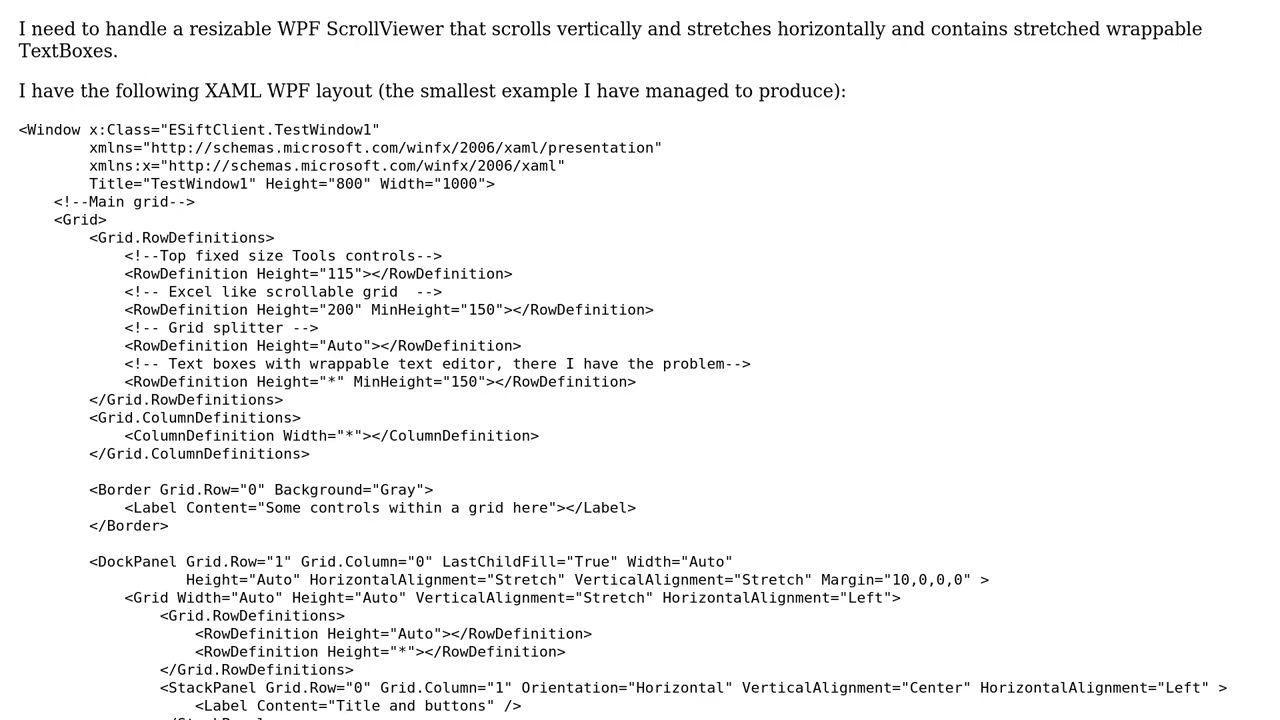 I need to handle a resizable WPF ScrollViewer that scrolls vertically and stretches horizontally and contains stretched wrappable
TextBoxes.
I have the following XAML WPF layout (the smallest example I have managed to produce):
<Window x:Class="ESiftClient.TestWindow1"
        xmlns="http://schemas.microsoft.com/winfx/2006/xaml/presentation"
        xmlns:x="http://schemas.microsoft.com/winfx/2006/xaml"
        Title="TestWindow1" Height="800" Width="1000">
    <!--Main grid-->
    <Grid>
        <Grid.RowDefinitions>
            <!--Top fixed size Tools controls-->
            <RowDefinition Height="115"></RowDefinition>
            <!-- Excel like scrollable grid  -->
            <RowDefinition Height="200" MinHeight="150"></RowDefinition>
            <!-- Grid splitter -->
            <RowDefinition Height="Auto"></RowDefinition>
            <!-- Text boxes with wrappable text editor, there I have the problem-->
            <RowDefinition Height="*" MinHeight="150"></RowDefinition>
        </Grid.RowDefinitions>
        <Grid.ColumnDefinitions>
            <ColumnDefinition Width="*"></ColumnDefinition>
        </Grid.ColumnDefinitions>

        <Border Grid.Row="0" Background="Gray">
            <Label Content="Some controls within a grid here"></Label>
        </Border>

        <DockPanel Grid.Row="1" Grid.Column="0" LastChildFill="True" Width="Auto"
                   Height="Auto" HorizontalAlignment="Stretch" VerticalAlignment="Stretch" Margin="10,0,0,0" >
            <Grid Width="Auto" Height="Auto" VerticalAlignment="Stretch" HorizontalAlignment="Left">
                <Grid.RowDefinitions>
                    <RowDefinition Height="Auto"></RowDefinition>
                    <RowDefinition Height="*"></RowDefinition>
                </Grid.RowDefinitions>
                <StackPanel Grid.Row="0" Grid.Column="1" Orientation="Horizontal" VerticalAlignment="Center" HorizontalAlignment="Left" >
                    <Label Content="Title and buttons" />